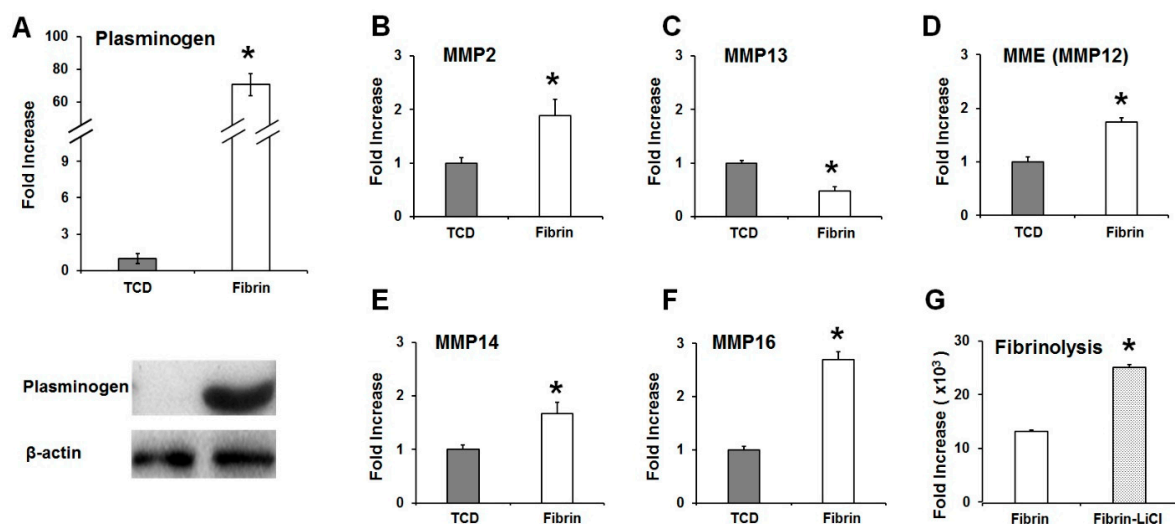 A
Plasminogen
*
Fold Increase
100
80
60
9
6
3
0
TCD
Fibrin
Plasminogen
β-actin
B
MMP2
*
Fold Increase
3
2
1
0
TCD
Fibrin
C
MMP13
*
Fold Increase
3
2
1
0
TCD
Fibrin
D
MME (MMP12)
*
Fold Increase
3
2
1
0
TCD
Fibrin
E
MMP14
*
Fold Increase
3
2
1
0
TCD
Fibrin
F
MMP16
*
Fold Increase
3
2
1
0
TCD
Fibrin
G
Fibrinolysis
*
Fold Increase ( x10³)
30
20
10
0
Fibrin
Fibrin-LiCl